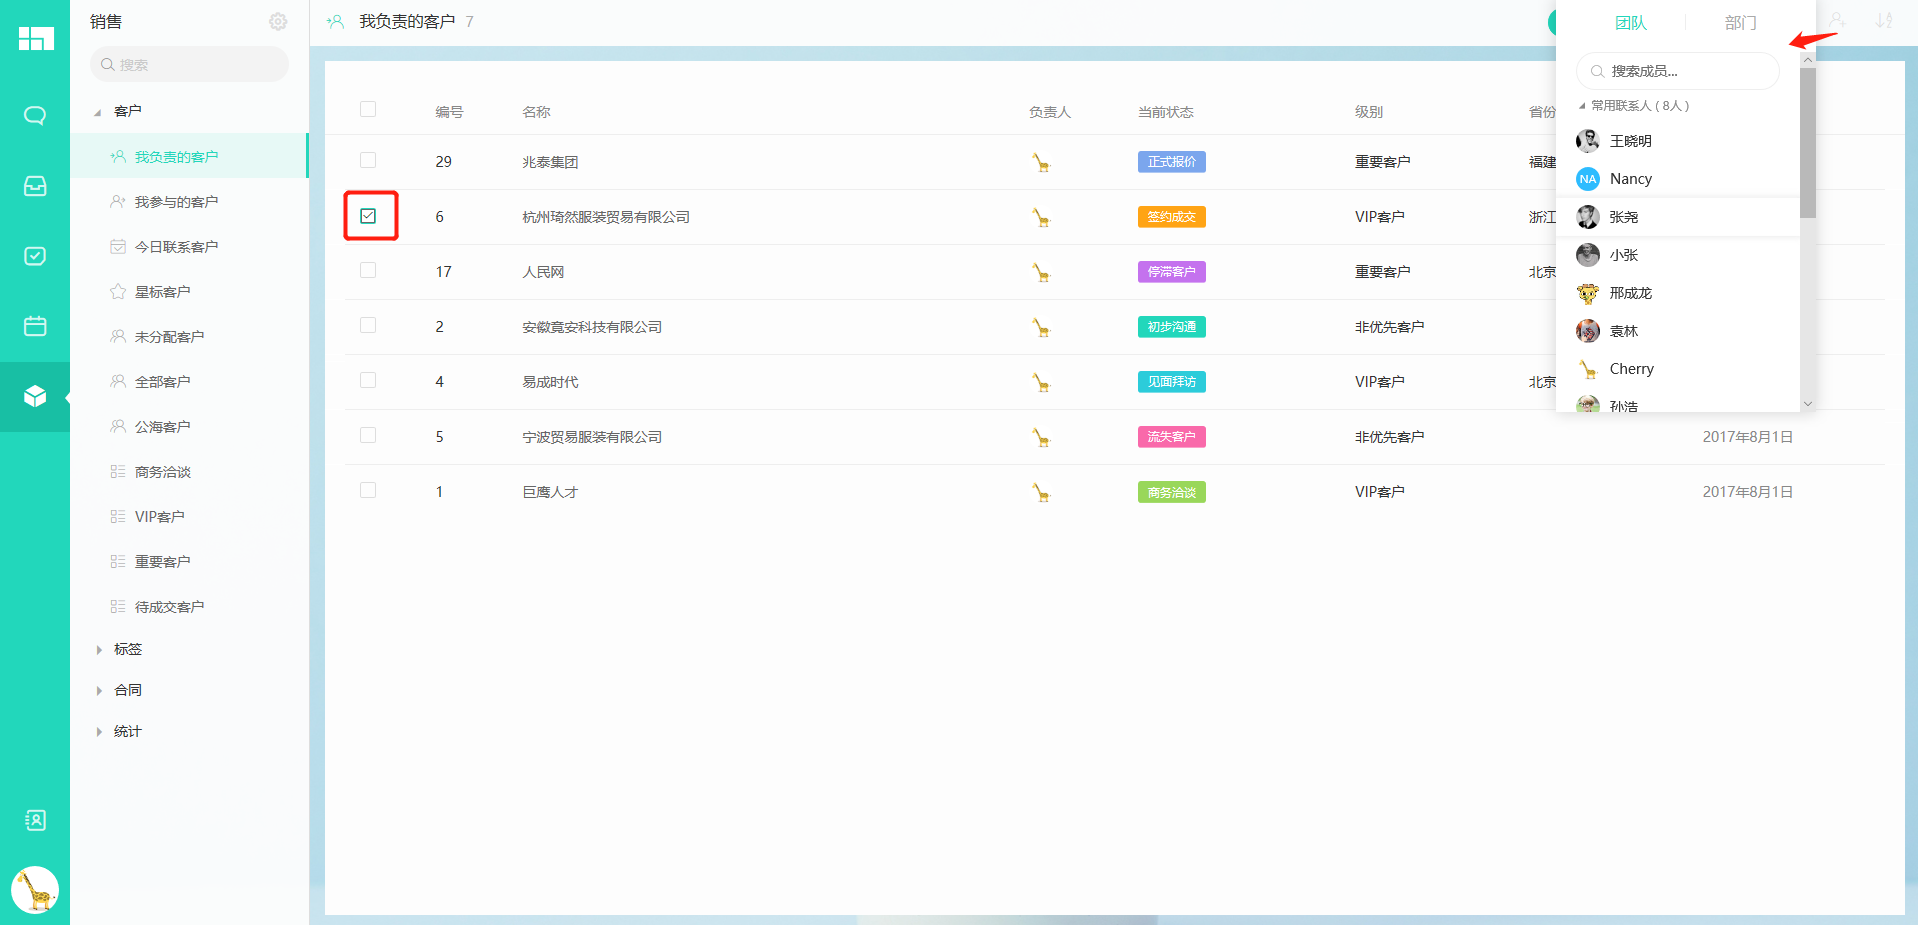 销售
搜索
客户
我负责的客户
我参与的客户
今日联系客户
星标客户
未分配客户
全部客户
公海客户
商务洽谈
VIP客户
重要客户
待成交客户
标签
合同
统计
我负责的客户 7
编号 名称 负责人 当前状态 级别 省份
29 兆泰集团 正式报价 重要客户 福建
6 杭州琦然服装贸易有限公司 签约成交 VIP客户 浙江
17 人民网 停滞客户 重要客户 北京
2 安徽竟安科技有限公司 初步沟通 非优先客户
4 易成时代 见面拜访 VIP客户 北京
5 宁波贸易服装有限公司 流失客户 非优先客户 2017年8月1日
1 巨鹰人才 商务洽谈 VIP客户 2017年8月1日
团队 部门
搜索成员...
常用联系人 ( 8人 )
王晓明
NA Nancy
张尧
小张
邢成龙
袁林
Cherry
孙浩